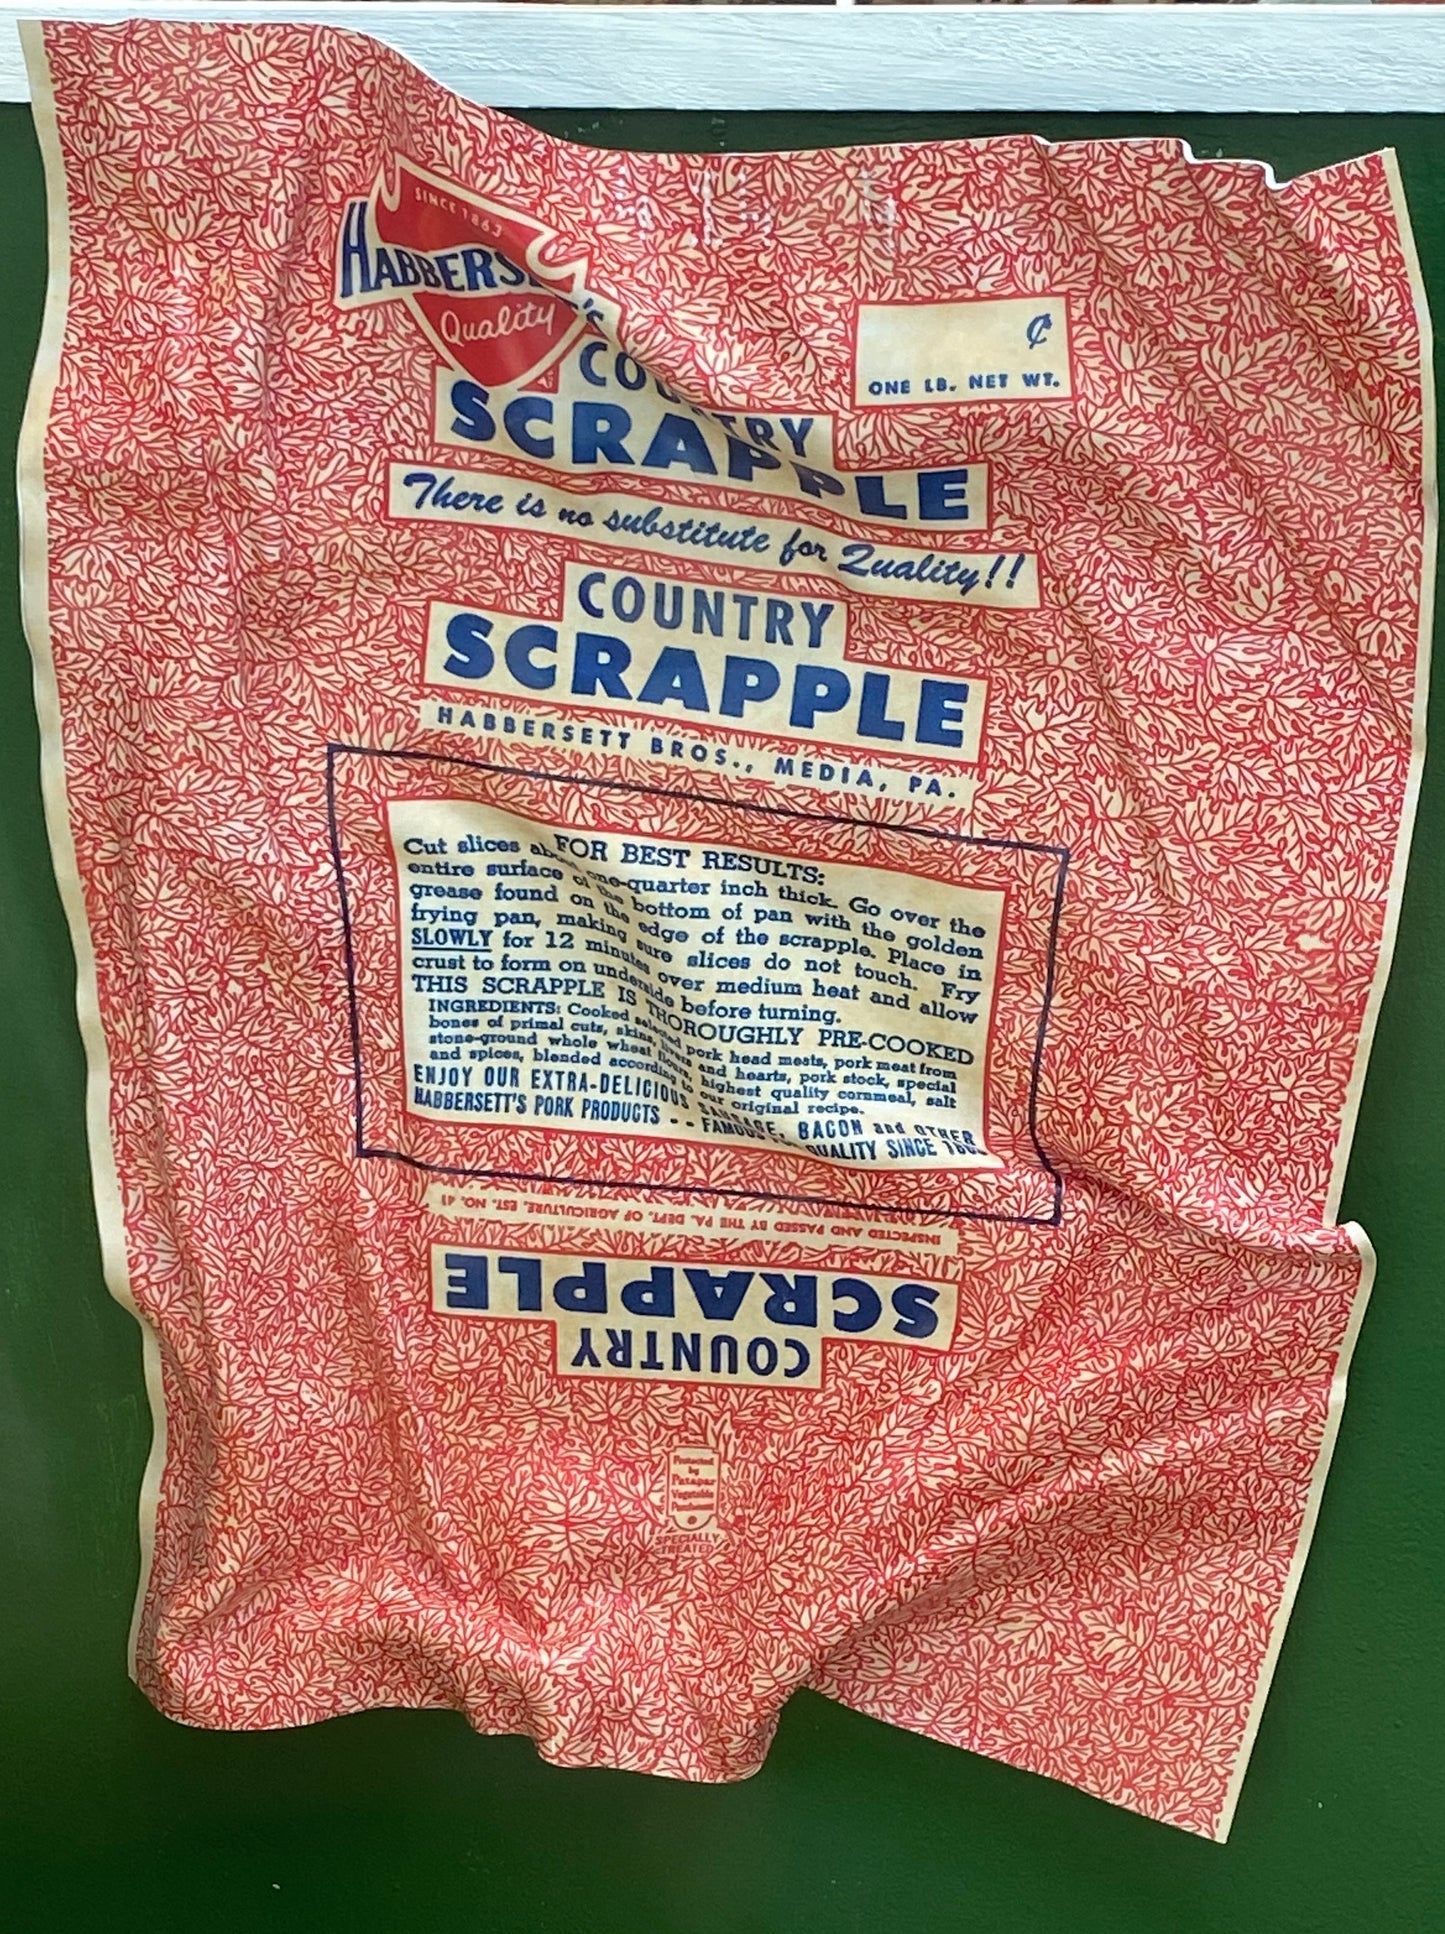 SINCE 1863
HABBERSETT'S
Quality
¢
ONE LB. NET WT.
COUNTRY
SCRAPPLE
There is no substitute for Quality!!
COUNTRY
SCRAPPLE
HABBERSETT BROS., MEDIA, PA.
FOR BEST RESULTS:
Cut slices about one-quarter inch thick. Go over the
entire surface of the bottom of pan with the golden
grease found on the edge of the scrapple. Place in
frying pan, making sure slices do not touch. Fry
SLOWLY for 12 minutes over medium heat and allow
crust to form on underside before turning.
THIS SCRAPPLE IS THOROUGHLY PRE-COOKED
INGREDIENTS: Cooked selected pork head meats, pork meat from
bones of primal cuts, skins, livers and hearts, pork stock, special
stone-ground whole wheat flours, highest quality cornmeal, salt
and spices, blended according to our original recipe.
ENJOY OUR EXTRA-DELICIOUS SAUSAGE, BACON and OTHER
HABBERSETT'S PORK PRODUCTS - - FAMOUS FOR QUALITY SINCE
INSPECTED AND PASSED BY THE PA. DEPT. OF AGRICULTURE, EST. NO. 41
COUNTRY
SCRAPPLE
Protected
by
Patapar
Vegetable
SPECIALLY
TREATED